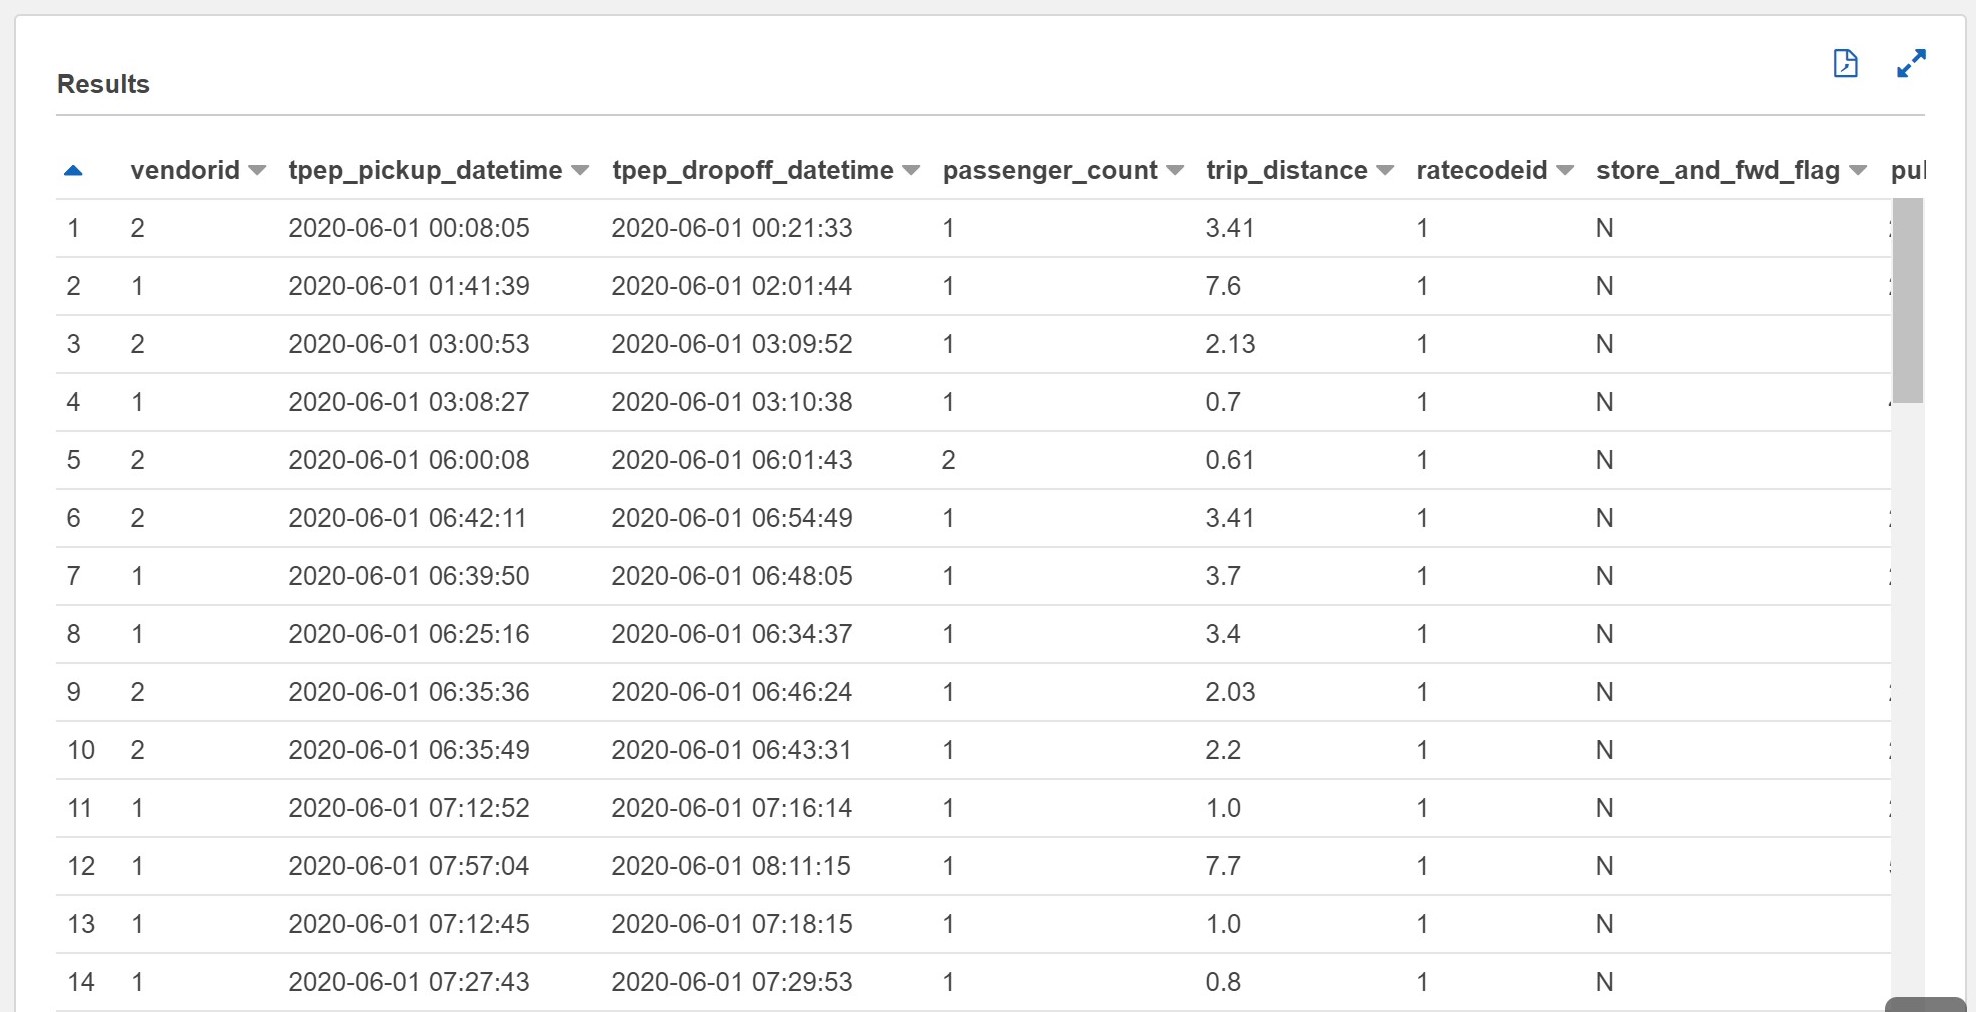 Results
vendorid tpep_pickup_datetime tpep_dropoff_datetime passenger_count trip_distance ratecodeid store_and_fwd_flag
1 2 2020-06-01 00:08:05 2020-06-01 00:21:33 1 3.41 1 N
2 1 2020-06-01 01:41:39 2020-06-01 02:01:44 1 7.6 1 N
3 2 2020-06-01 03:00:53 2020-06-01 03:09:52 1 2.13 1 N
4 1 2020-06-01 03:08:27 2020-06-01 03:10:38 1 0.7 1 N
5 2 2020-06-01 06:00:08 2020-06-01 06:01:43 2 0.61 1 N
6 2 2020-06-01 06:42:11 2020-06-01 06:54:49 1 3.41 1 N
7 1 2020-06-01 06:39:50 2020-06-01 06:48:05 1 3.7 1 N
8 1 2020-06-01 06:25:16 2020-06-01 06:34:37 1 3.4 1 N
9 2 2020-06-01 06:35:36 2020-06-01 06:46:24 1 2.03 1 N
10 2 2020-06-01 06:35:49 2020-06-01 06:43:31 1 2.2 1 N
11 1 2020-06-01 07:12:52 2020-06-01 07:16:14 1 1.0 1 N
12 1 2020-06-01 07:57:04 2020-06-01 08:11:15 1 7.7 1 N
13 1 2020-06-01 07:12:45 2020-06-01 07:18:15 1 1.0 1 N
14 1 2020-06-01 07:27:43 2020-06-01 07:29:53 1 0.8 1 N